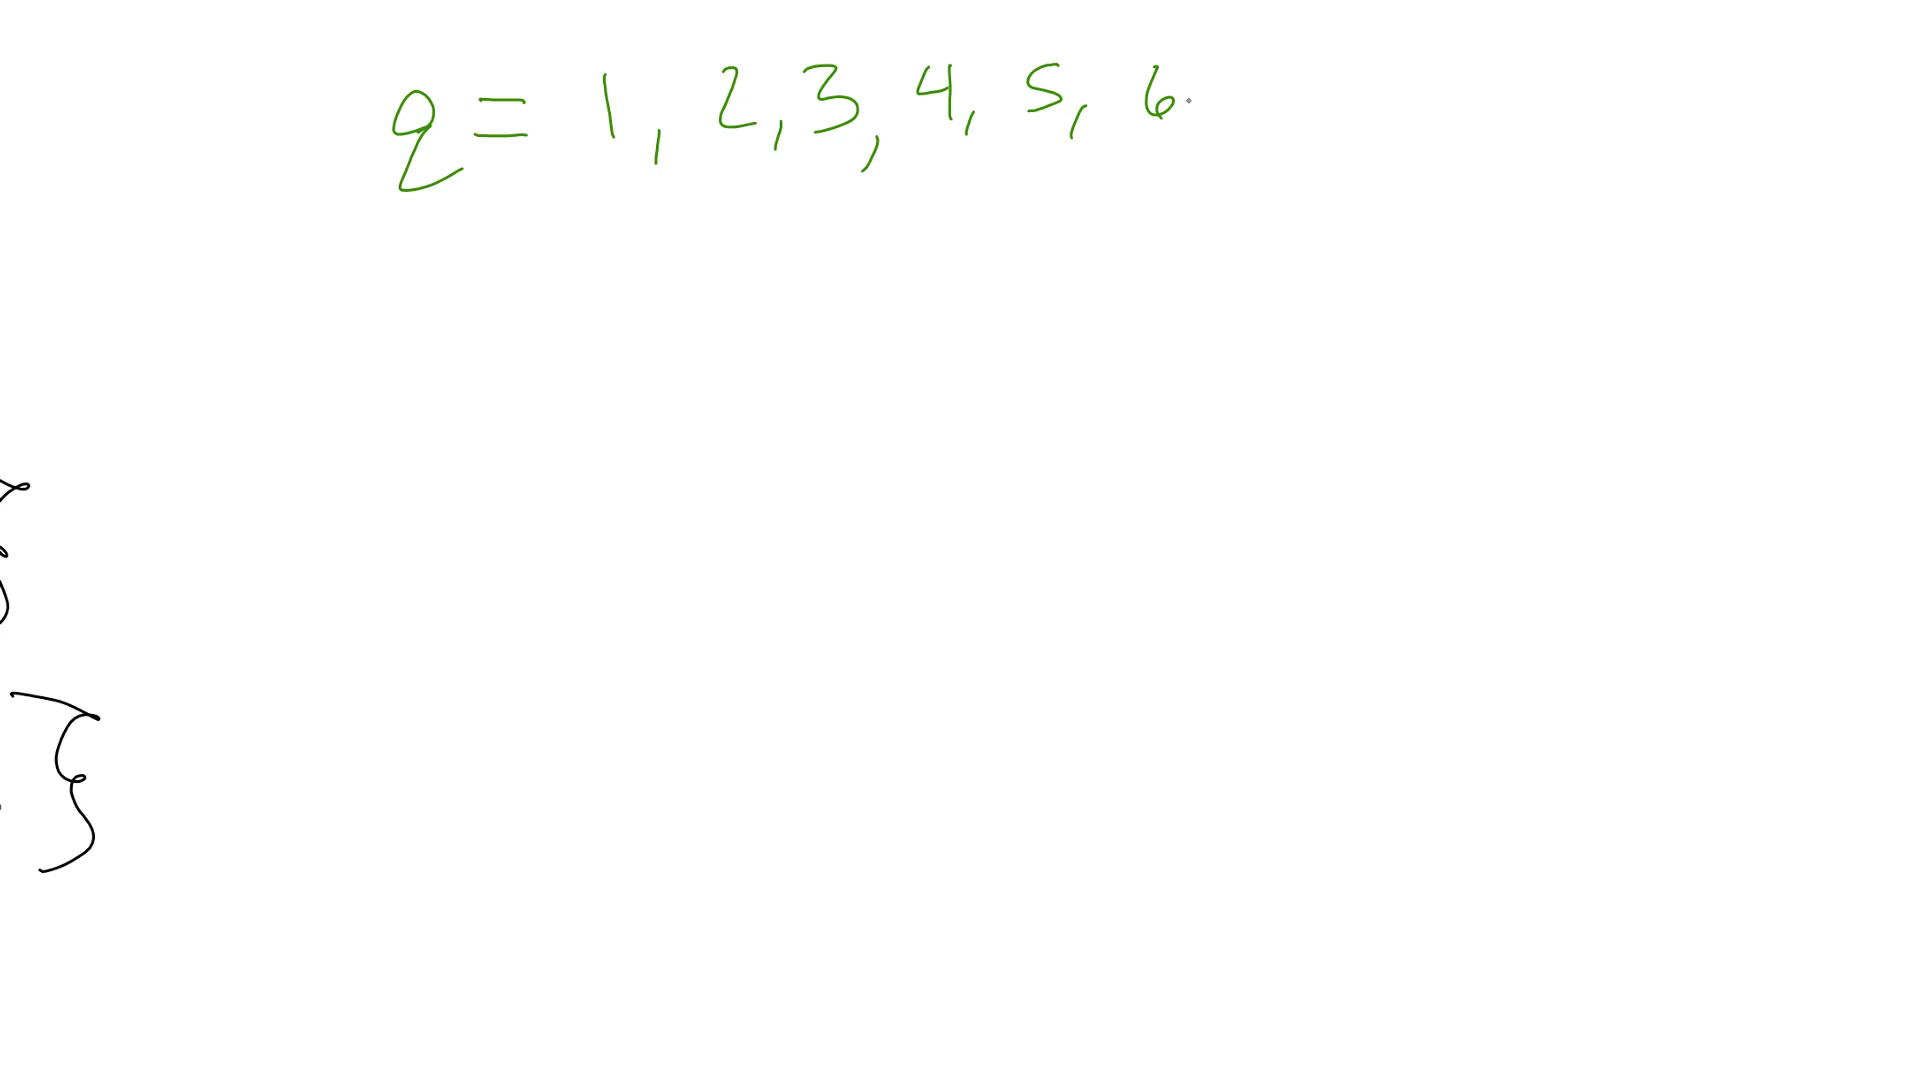 q = 1, 2, 3, 4, 5, 6